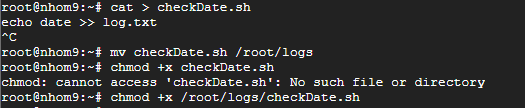 root@nhom9:~# cat > checkDate.sh
echo date >> log.txt
^C
root@nhom9:~# mv checkDate.sh /root/logs
root@nhom9:~# chmod +x checkDate.sh
chmod: cannot access 'checkDate.sh': No such file or directory
root@nhom9:~# chmod +x /root/logs/checkDate.sh